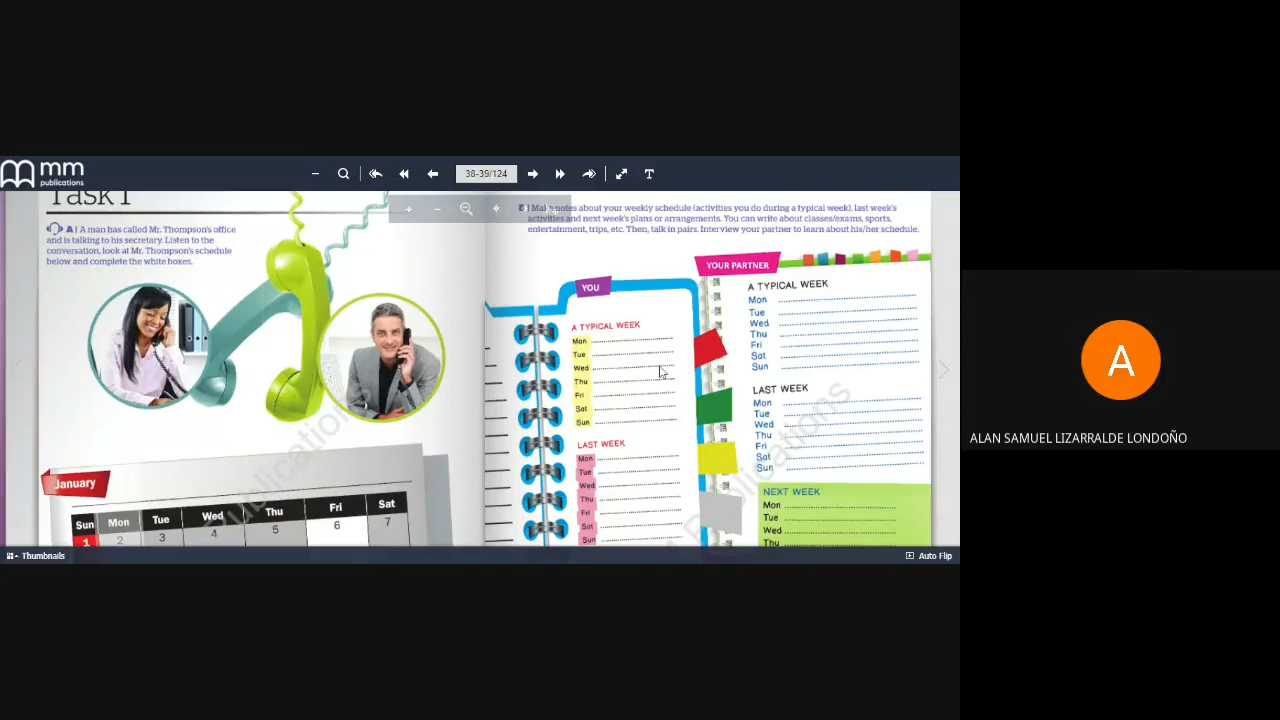 mm
publications
38-39/124
T
Task 1
A | A man has called Mr. Thompson's office
and is talking to his secretary. Listen to the
conversation, look at Mr. Thompson's schedule
below and complete the white boxes.
January
Sun Mon Tue Wed Thu Fri Sat
1 2 3 4 5 6 7
Make notes about your weekly schedule (activities you do during a typical week), last week's
activities and next week's plans or arrangements. You can write about classes/exams, sports,
entertainment, trips, etc. Then, talk in pairs. Interview your partner to learn about his/her schedule.
YOU
A TYPICAL WEEK
Mon
Tue
Wed
Thu
Fri
Sat
Sun
LAST WEEK
Mon
Tue
Wed
Thu
Fri
Sat
Sun
YOUR PARTNER
A TYPICAL WEEK
Mon
Tue
Wed
Thu
Fri
Sat
Sun
LAST WEEK
Mon
Tue
Wed
Thu
Fri
Sat
Sun
NEXT WEEK
Mon
Tue
Wed
Thu
Publications
Thumbnails
Auto Flip
A
ALAN SAMUEL LIZARRALDE LONDOÑO